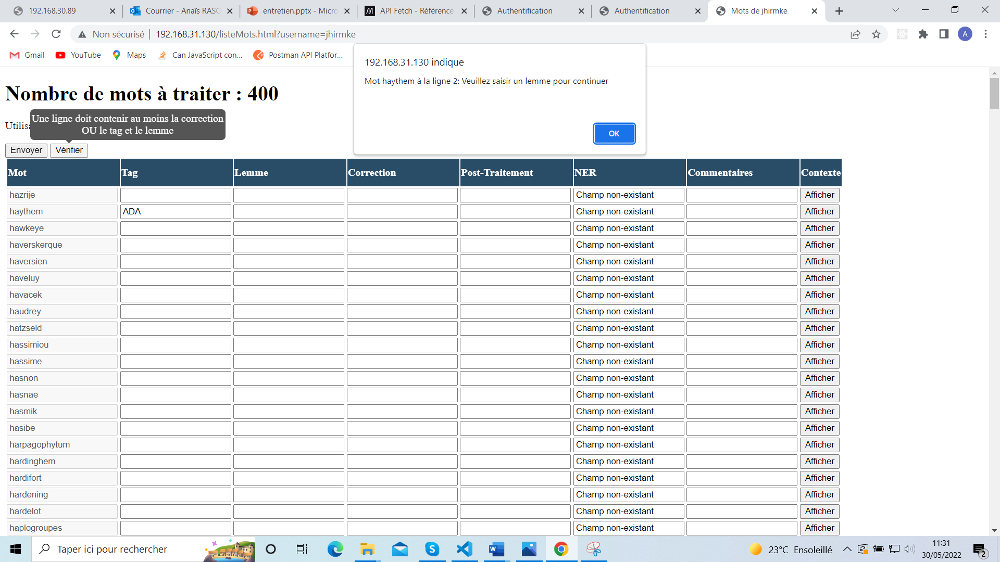 192.168.30.89
Courrier - Anaïs RASO
entretien.pptx - Micro
API Fetch - Référence
Authentification
Authentification
Mots de jhirmke
Non sécurisé
192.168.31.130/listeMots.html?username=jhirmke
A
Gmail
YouTube
Maps
Can JavaScript con...
Postman API Platfor...
192.168.31.130 indique
Mot haythem à la ligne 2: Veuillez saisir un lemme pour continuer
OK
Nombre de mots à traiter : 400
Utilisa
Une ligne doit contenir au moins la correction
OU le tag et le lemme
Envoyer Vérifier
Mot Tag Lemme Correction Post-Traitement NER Commentaires Contexte
hazrije Champ non-existant Afficher
haythem ADA Champ non-existant Afficher
hawkeye Champ non-existant Afficher
haverskerque Champ non-existant Afficher
haversien Champ non-existant Afficher
haveluy Champ non-existant Afficher
havacek Champ non-existant Afficher
haudrey Champ non-existant Afficher
hatzseld Champ non-existant Afficher
hassimiou Champ non-existant Afficher
hassime Champ non-existant Afficher
hasnon Champ non-existant Afficher
hasnae Champ non-existant Afficher
hasmik Champ non-existant Afficher
hasibe Champ non-existant Afficher
harpagophytum Champ non-existant Afficher
hardinghem Champ non-existant Afficher
hardifort Champ non-existant Afficher
hardening Champ non-existant Afficher
hardelot Champ non-existant Afficher
haplogroupes Champ non-existant Afficher
Taper ici pour rechercher
23°C Ensoleillé
11:31
30/05/2022
2